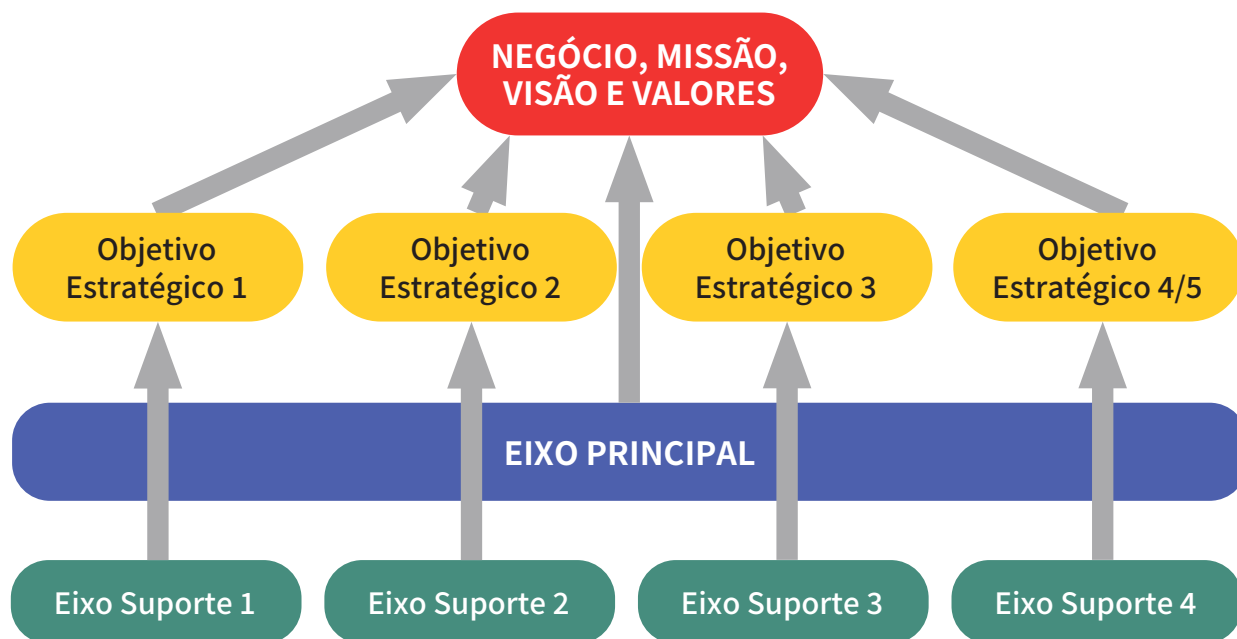 NEGÓCIO, MISSÃO,
VISÃO E VALORES
Objetivo
Estratégico 1
Objetivo
Estratégico 2
Objetivo
Estratégico 3
Objetivo
Estratégico 4/5
EIXO PRINCIPAL
Eixo Suporte 1
Eixo Suporte 2
Eixo Suporte 3
Eixo Suporte 4